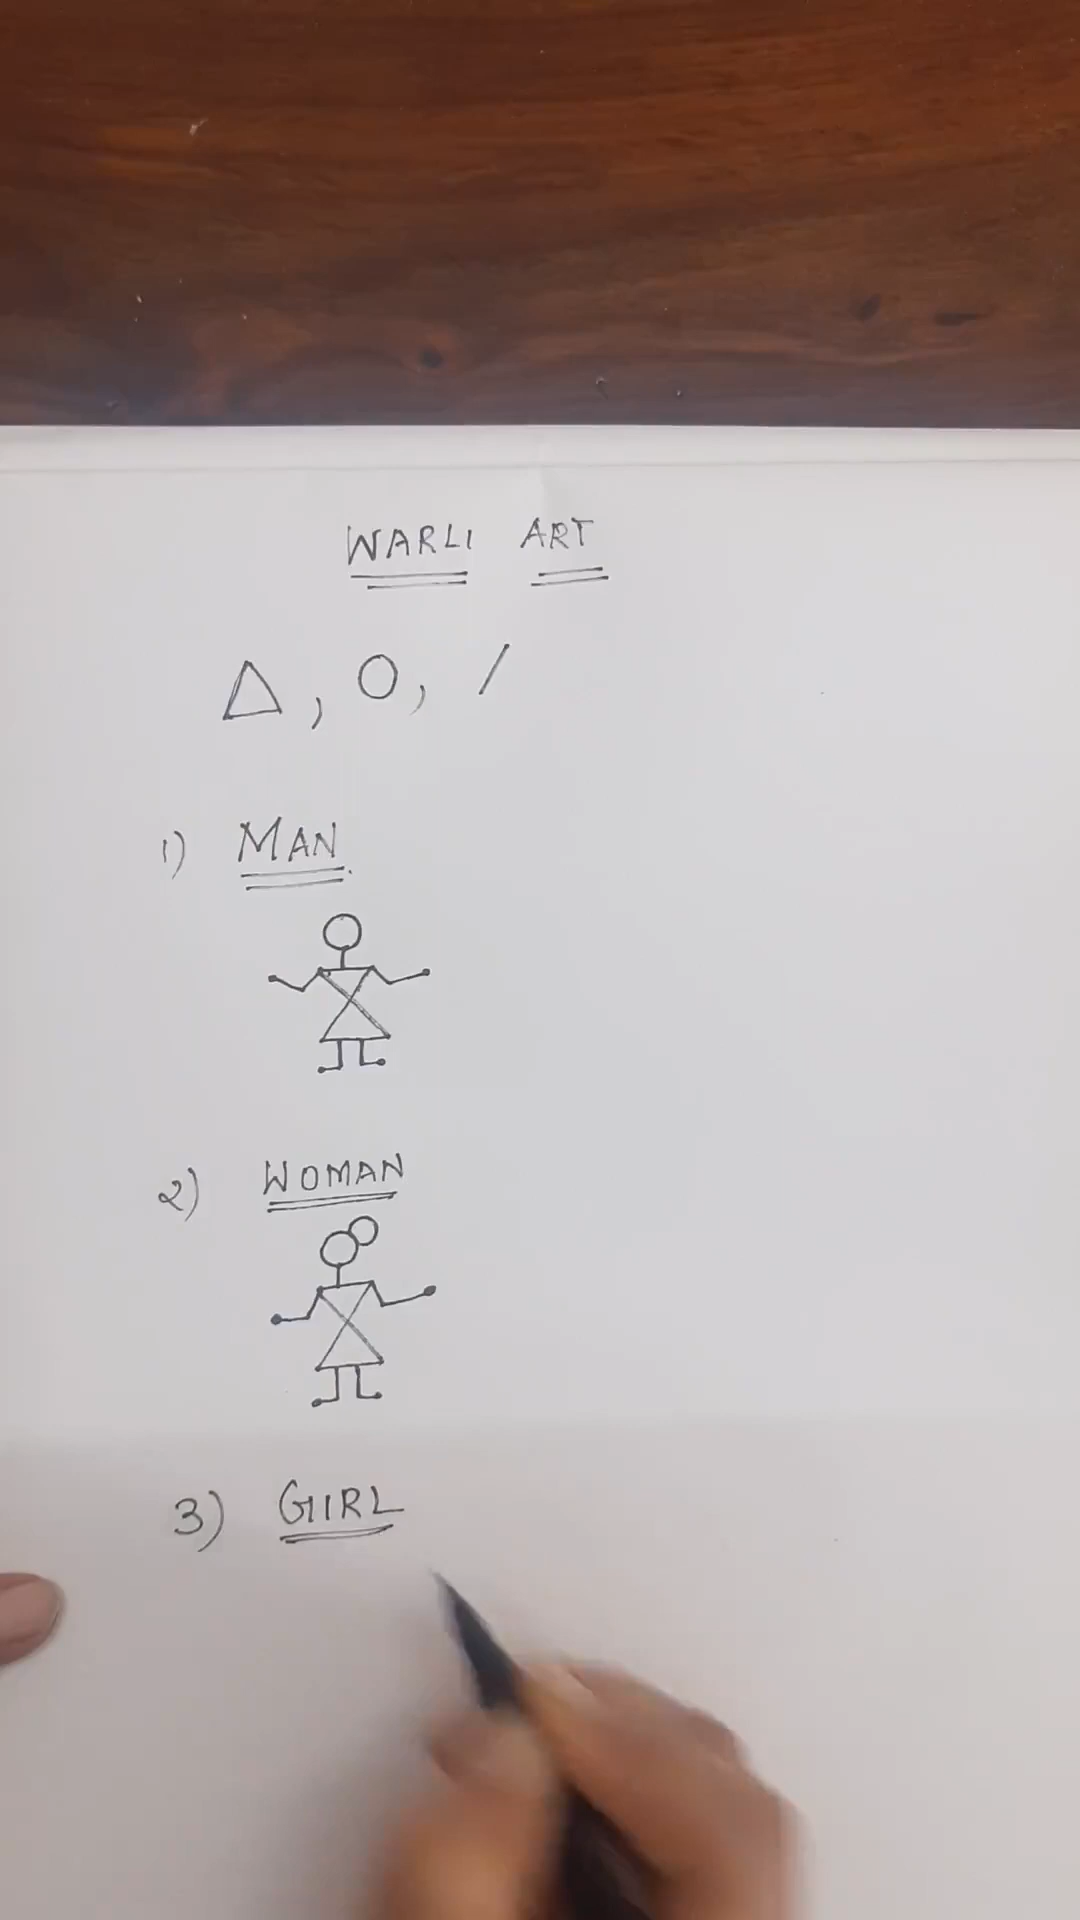 WARLI ART
△, O, /
1) MAN.
2) WOMAN
3) GIRL